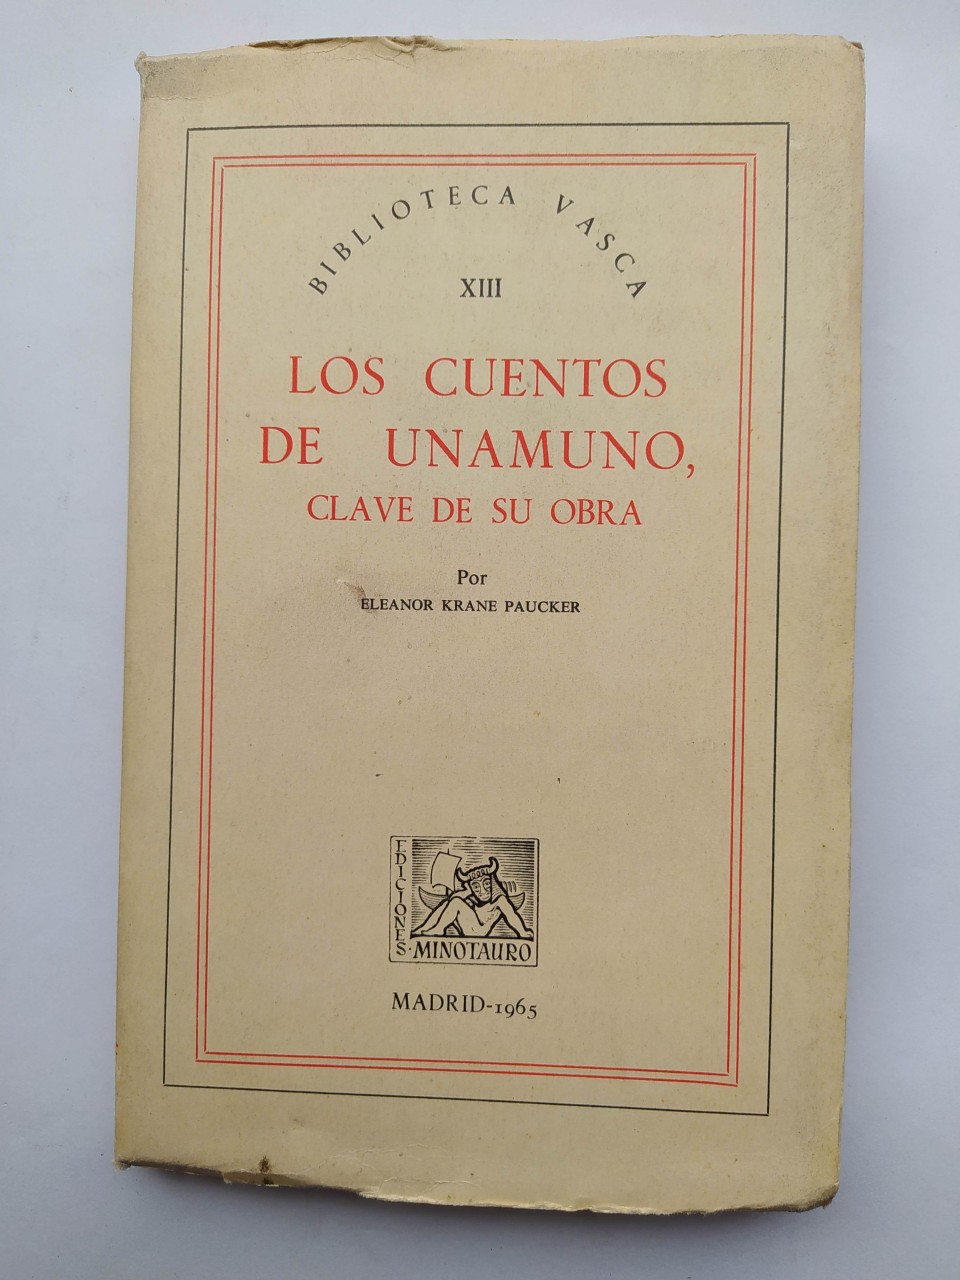 BIBLIOTECA VASCA
XIII
LOS CUENTOS
DE UNAMUNO,
CLAVE DE SU OBRA
Por
ELEANOR KRANE PAUCKER
EDICIONES
· MINOTAURO
MADRID-1965